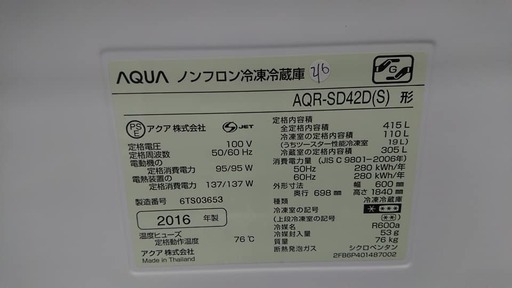 AQUA ノンフロン冷凍冷蔵庫
AQR-SD42D(S) 形
PS E アクア 株式会社 JET
定格電圧 100 V
定格周波数 50/60 Hz
電動機の
定格消費電力 95/95 W
電熱装置の
定格消費電力 137/137 W
製造番号 6TS03653
2016 年製
温度ヒューズ
定格動作温度 76℃
アクア 株式会社
Made in Thailand
定格内容積
全定格内容積 415 L
冷凍室の定格内容積 110 L
(うちツースター性能冷凍室 19L)
冷蔵室の定格内容積 305 L
消費電力量 (JIS C 9801-2006年)
50Hz 280 kWh/年
60Hz 280 kWh/年
外形寸法 幅 600 mm
奥行 698 mm 高さ 1840 mm
種類 冷凍冷蔵庫
冷凍室の記号
(上段冷凍室の記号)
冷媒名 R600a
冷媒封入量 53 g
質量 76 kg
断熱発泡ガス シクロペンタン
2FB6P401487002